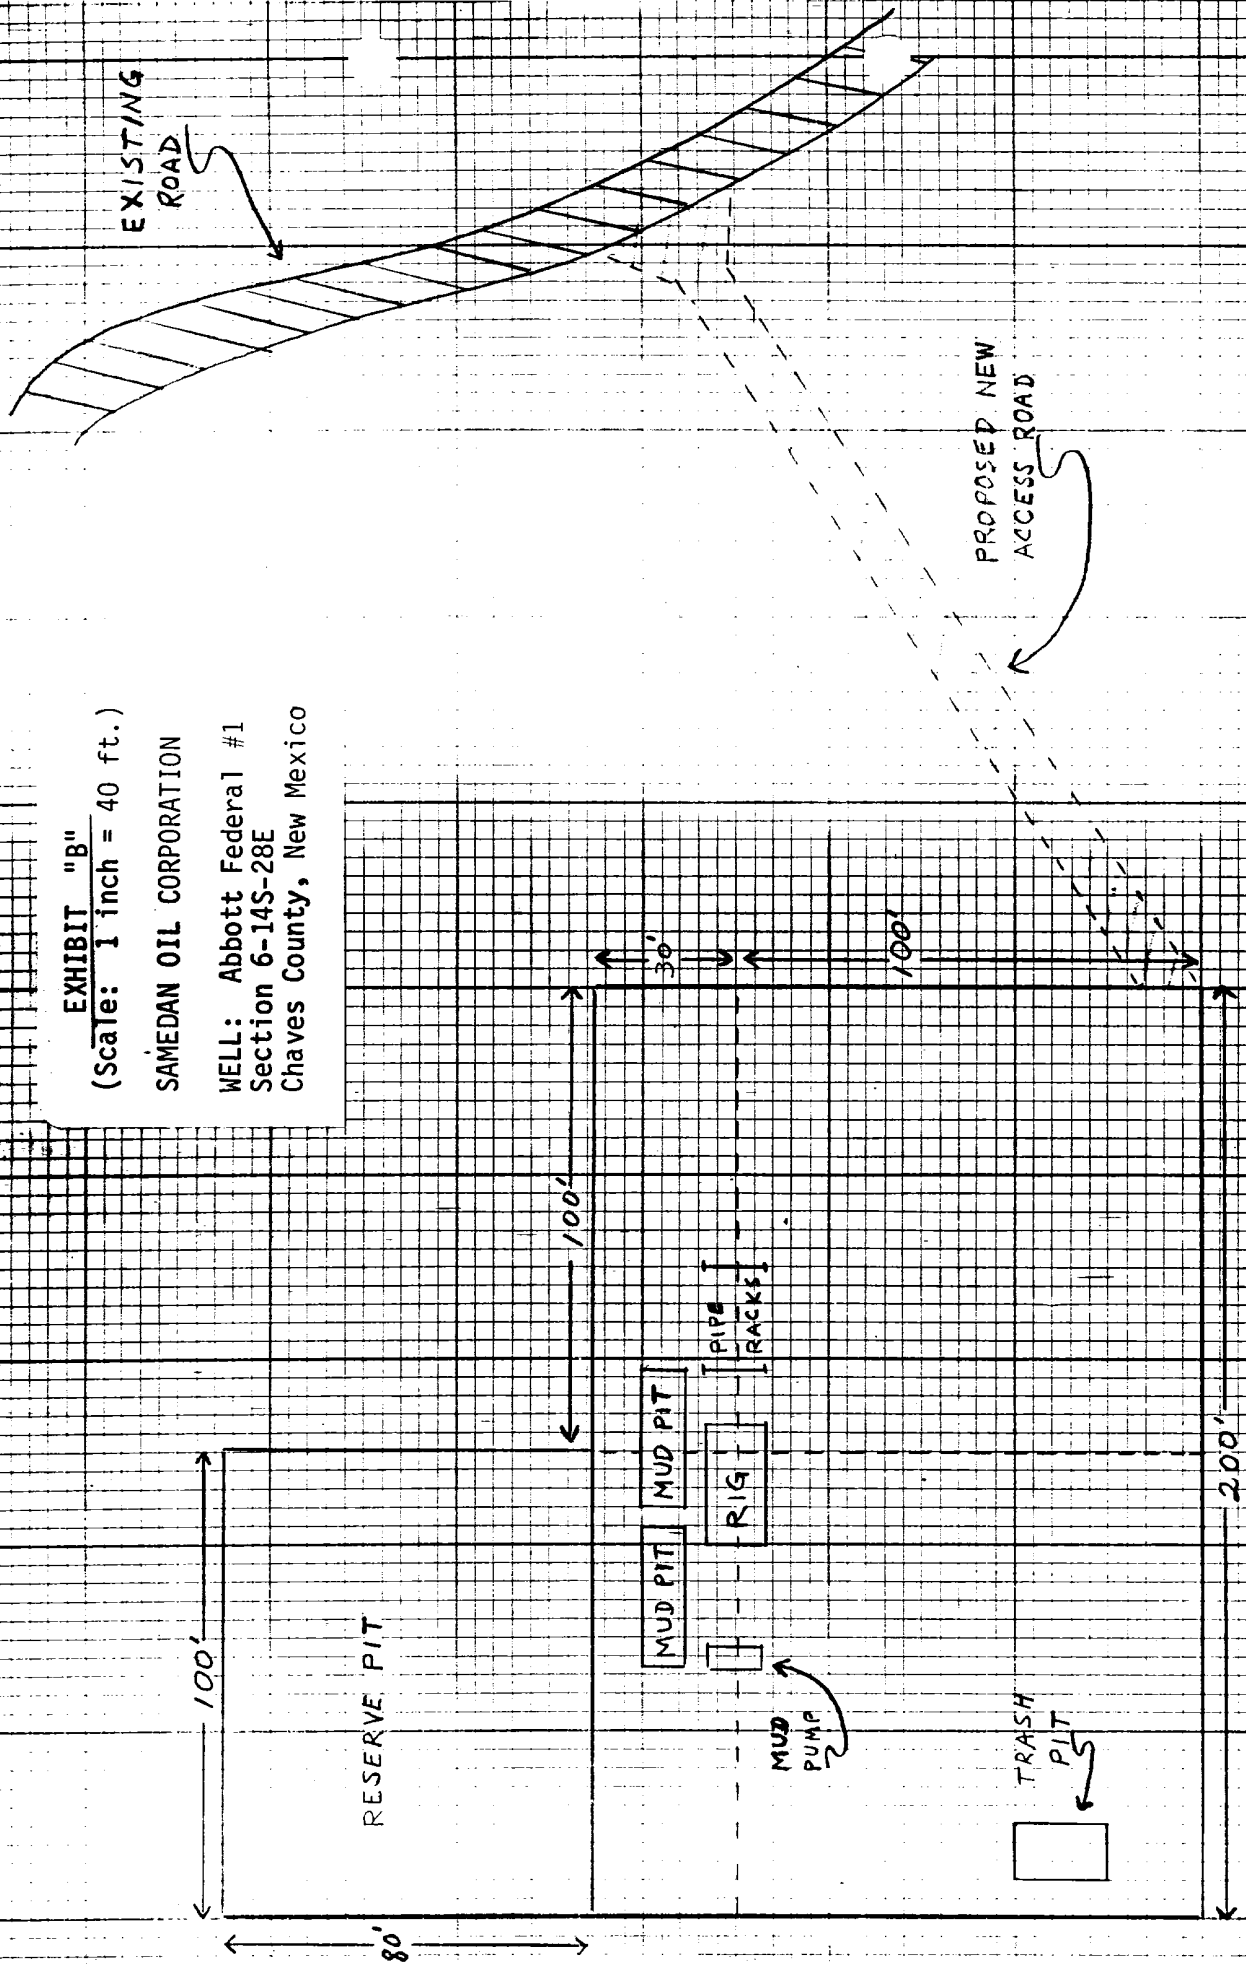 EXHIBIT "B"
(Scale: 1 inch = 40 ft.)
SAMEDAN OIL CORPORATION
WELL: Abbott Federal #1
Section 6-14S-28E
Chaves County, New Mexico
EXISTING
ROAD
PROPOSED NEW
ACCESS ROAD
100'
80'
RESERVE PIT
100'
30'
100'
MUD PIT
MUD PIT
RIG
PIPE
RACKS
MUD
PUMP
TRASH
PIT
200'